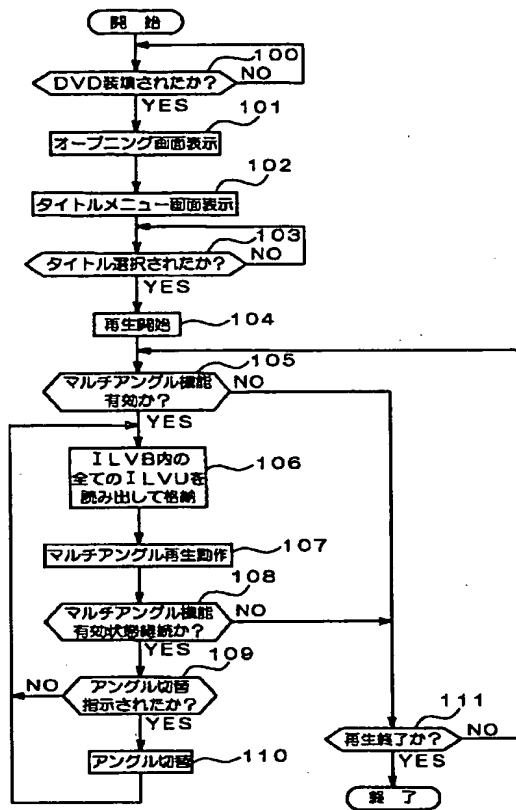 開 始
100
DVD装填されたか?
NO
YES
101
オープニング画面表示
102
タイトルメニュー画面表示
103
タイトル選択されたか?
NO
YES
104
再生開始
105
マルチアングル機能
有効か?
NO
YES
ILVB内の
全てのILVUを
読み出して格納
106
マルチアングル再生動作
107
108
マルチアングル機能
有効状態継続か?
NO
YES
109
NO
アングル切替
指示されたか?
YES
アングル切替
110
111
再生終了か?
NO
YES
終 了